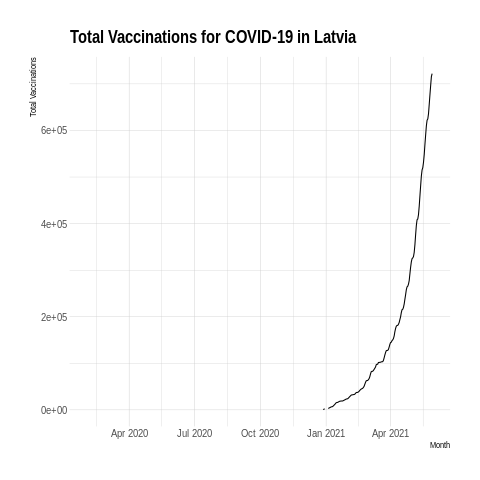 Total Vaccinations for COVID-19 in Latvia
Total Vaccinations
6e+05
4e+05
2e+05
0e+00
Apr 2020 Jul 2020 Oct 2020 Jan 2021 Apr 2021
Month